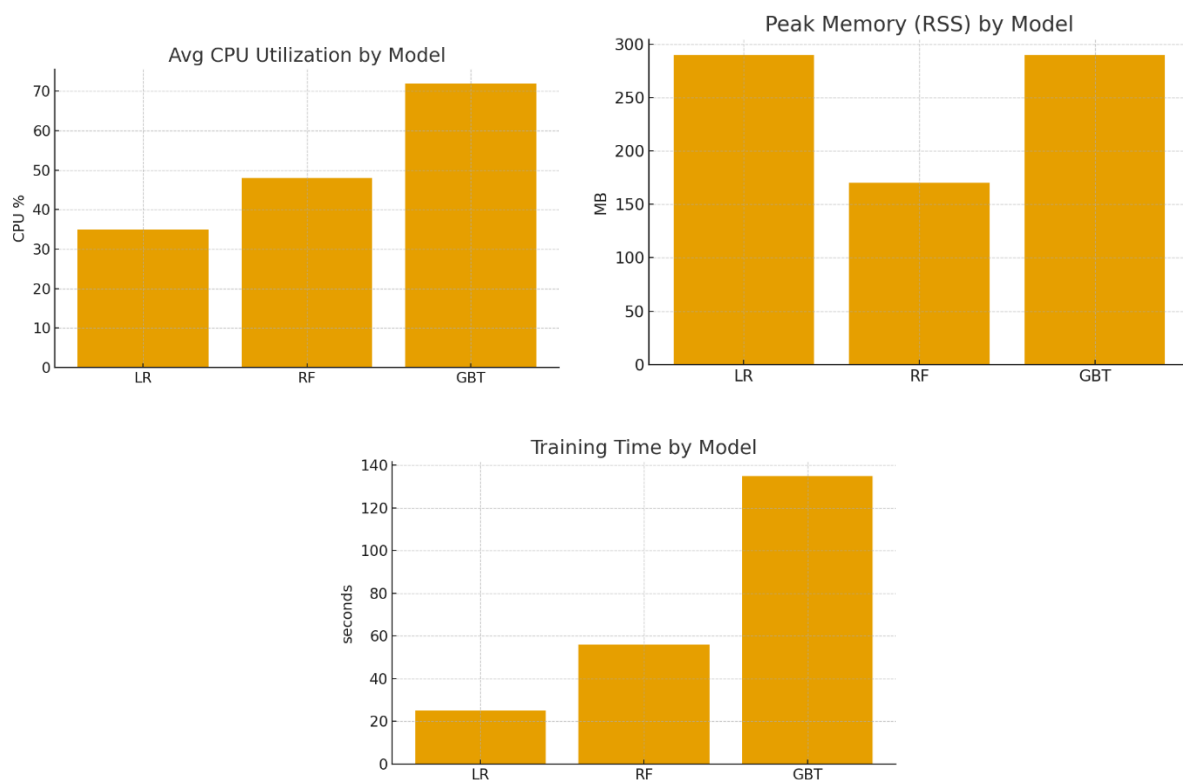 Avg CPU Utilization by Model
CPU %
70
60
50
40
30
20
10
0
LR RF GBT
Peak Memory (RSS) by Model
MB
300
250
200
150
100
50
0
LR RF GBT
Training Time by Model
seconds
140
120
100
80
60
40
20
0
LR RF GBT